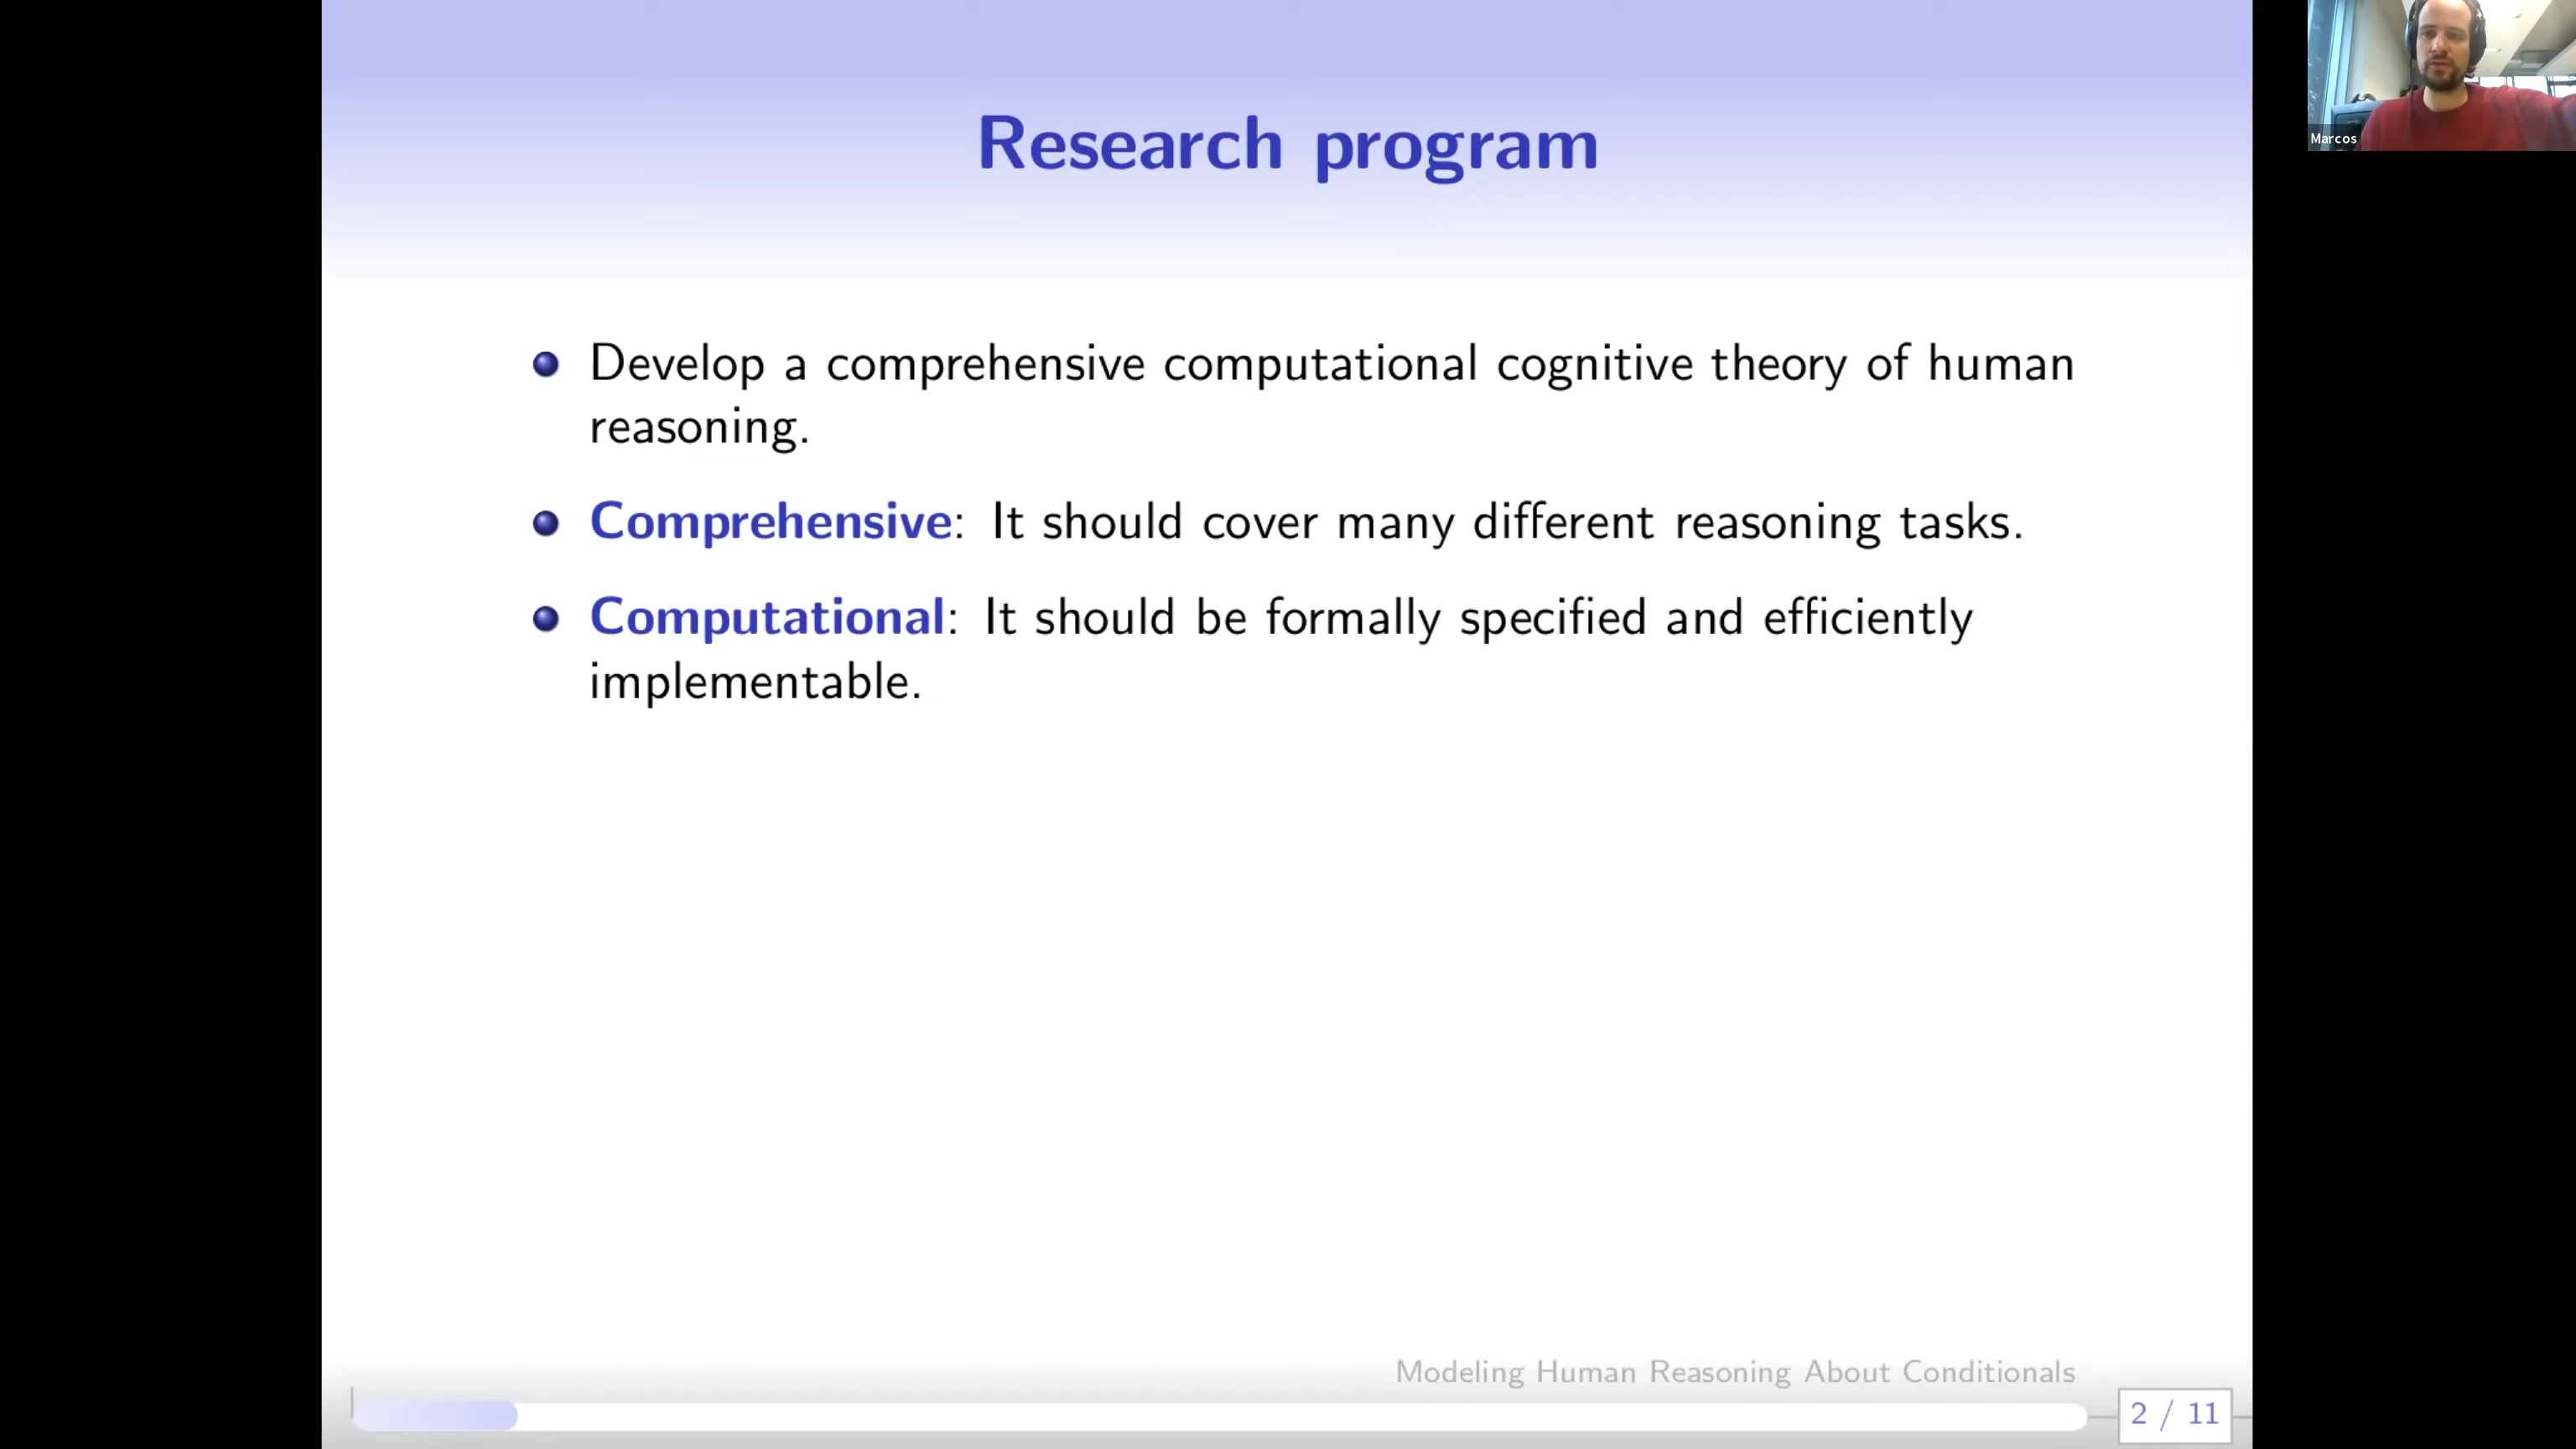 Research program
Marcos
Develop a comprehensive computational cognitive theory of human
reasoning.
Comprehensive: It should cover many different reasoning tasks.
Computational: It should be formally specified and efficiently
implementable.
Modeling Human Reasoning About Conditionals
2 / 11